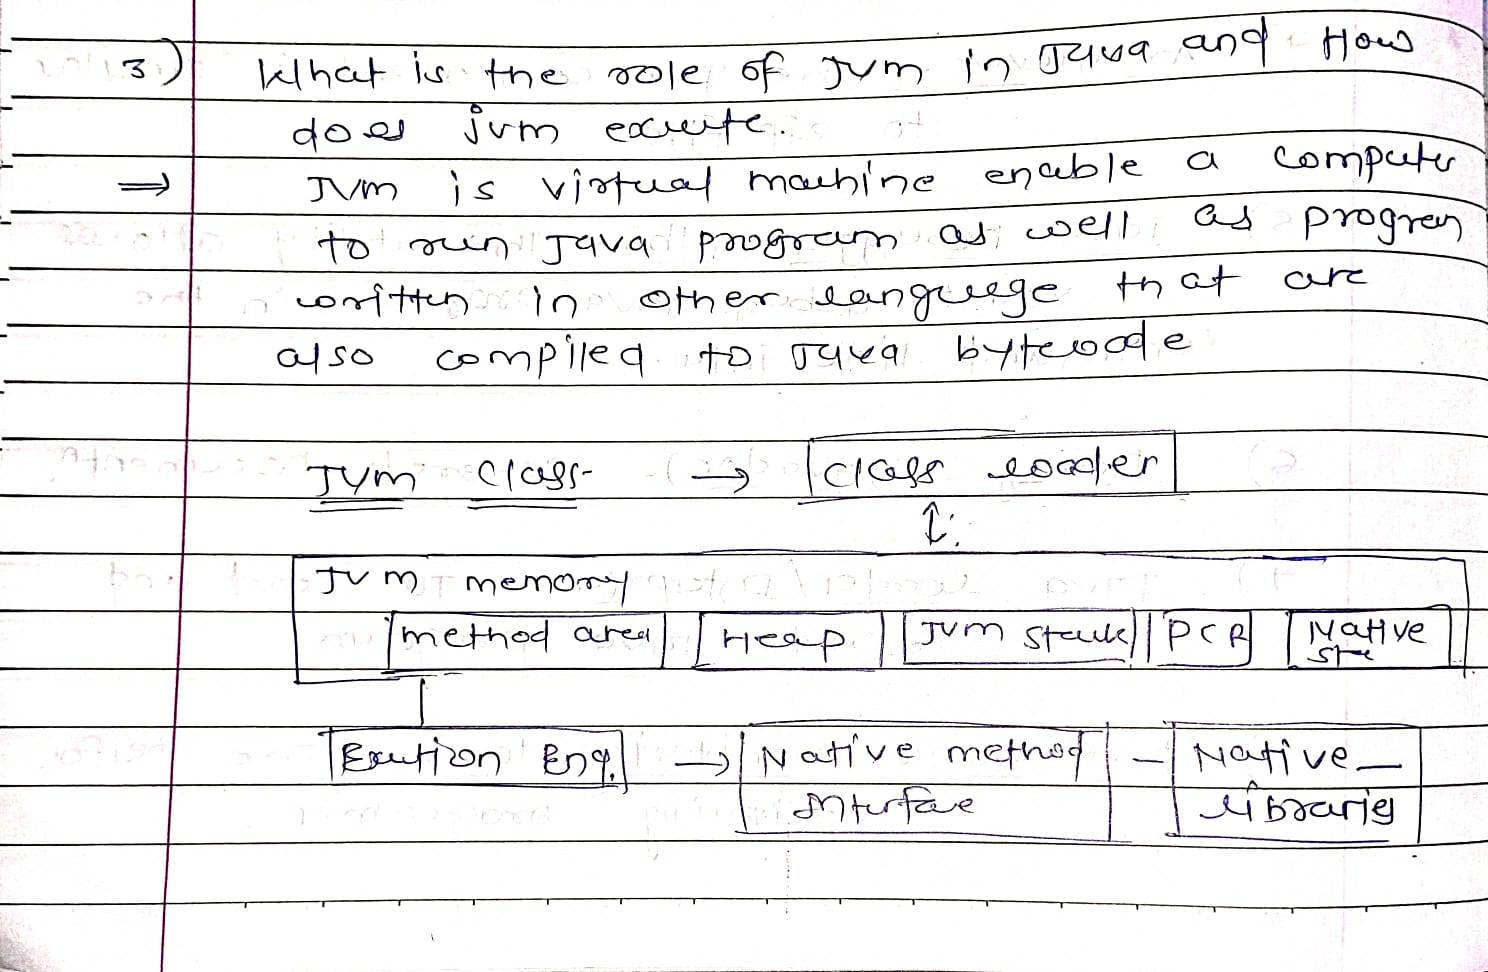 3) What is the role of JVM in Java and How
does jvm excute.
⇒ JVM is virtual machine enable a computer
to run Java program as well as program
written in other language that are
also compiled to Java bytecode
JVM Class → Class loader
JVM memory
method area Heap JVM Stack PCR Native
Exution Eng. → Native method - Native
Interface libraries